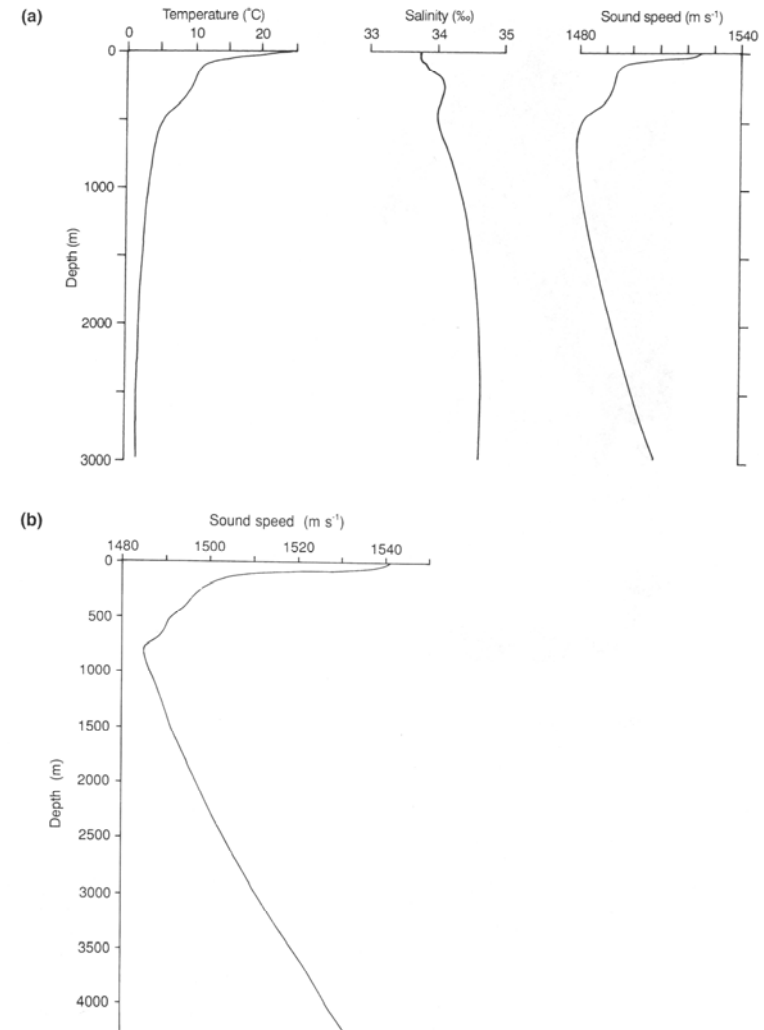 (a)
Temperature (˚C)
0 10 20
Salinity (‰)
33 34 35
Sound speed (m s⁻¹)
1480 1540
0
1000
2000
3000
Depth (m)
(b)
Sound speed (m s⁻¹)
1480 1500 1520 1540
0
500
1000
1500
2000
2500
3000
3500
4000
Depth (m)